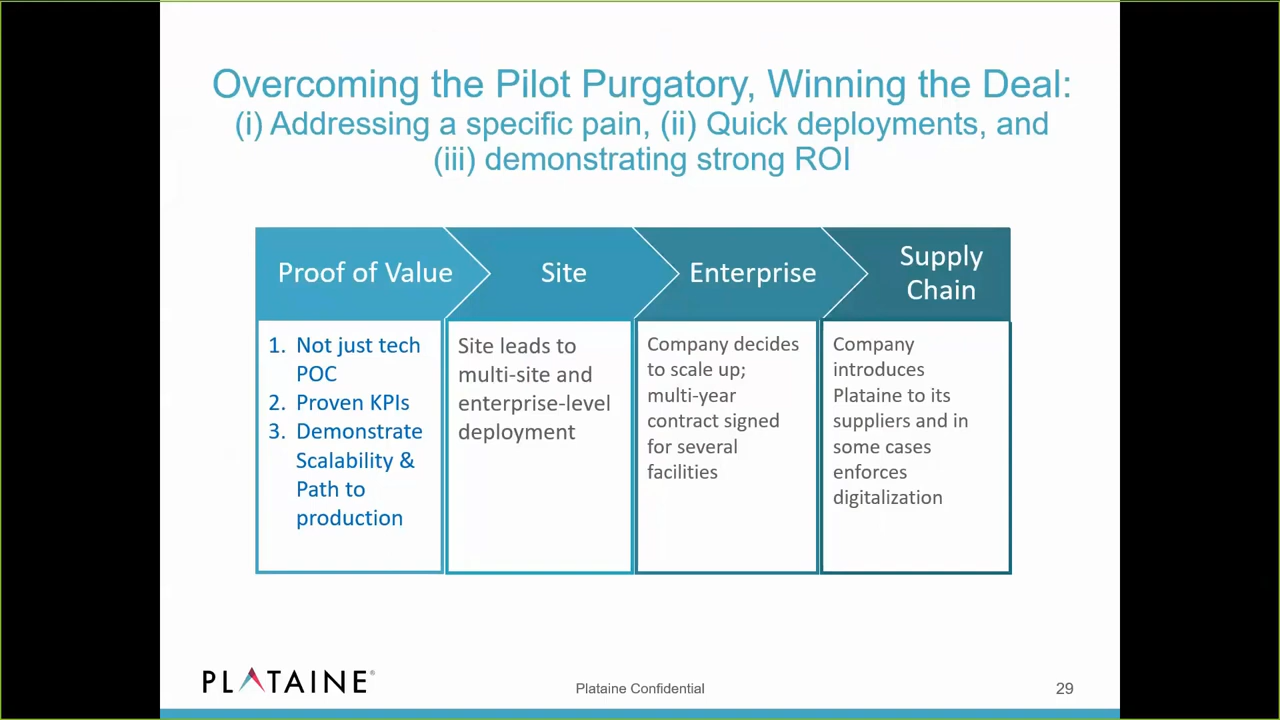 Overcoming the Pilot Purgatory, Winning the Deal:
(i) Addressing a specific pain, (ii) Quick deployments, and
(iii) demonstrating strong ROI
Proof of Value
Site
Enterprise
Supply
Chain
1. Not just tech
POC
2. Proven KPIs
3. Demonstrate
Scalability &
Path to
production
Site leads to
multi-site and
enterprise-level
deployment
Company decides
to scale up;
multi-year
contract signed
for several
facilities
Company
introduces
Plataine to its
suppliers and in
some cases
enforces
digitalization
PLATAINE®
Plataine Confidential
29